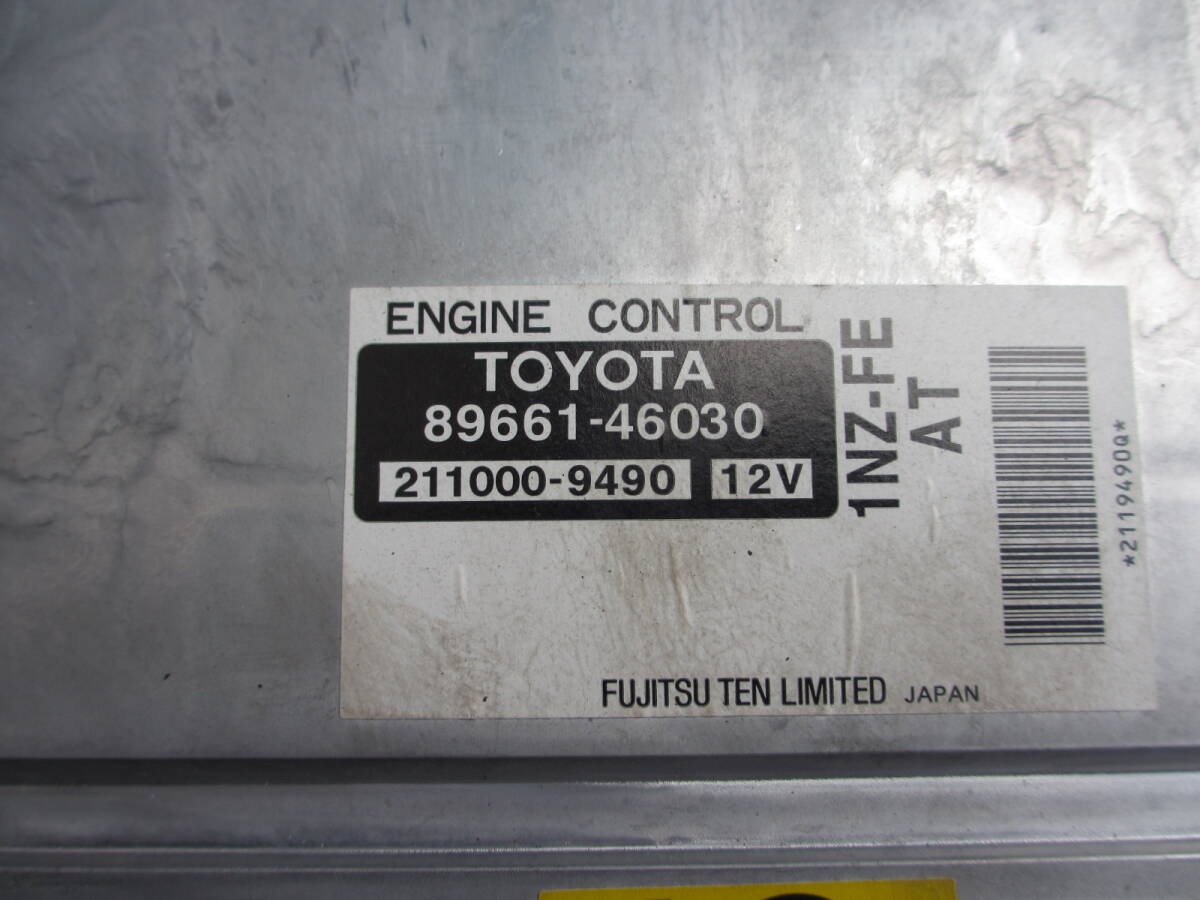 ENGINE CONTROL
TOYOTA
89661-46030
211000-9490 12V
1NZ-FE
AT
*2119490Q*
FUJITSU TEN LIMITED JAPAN